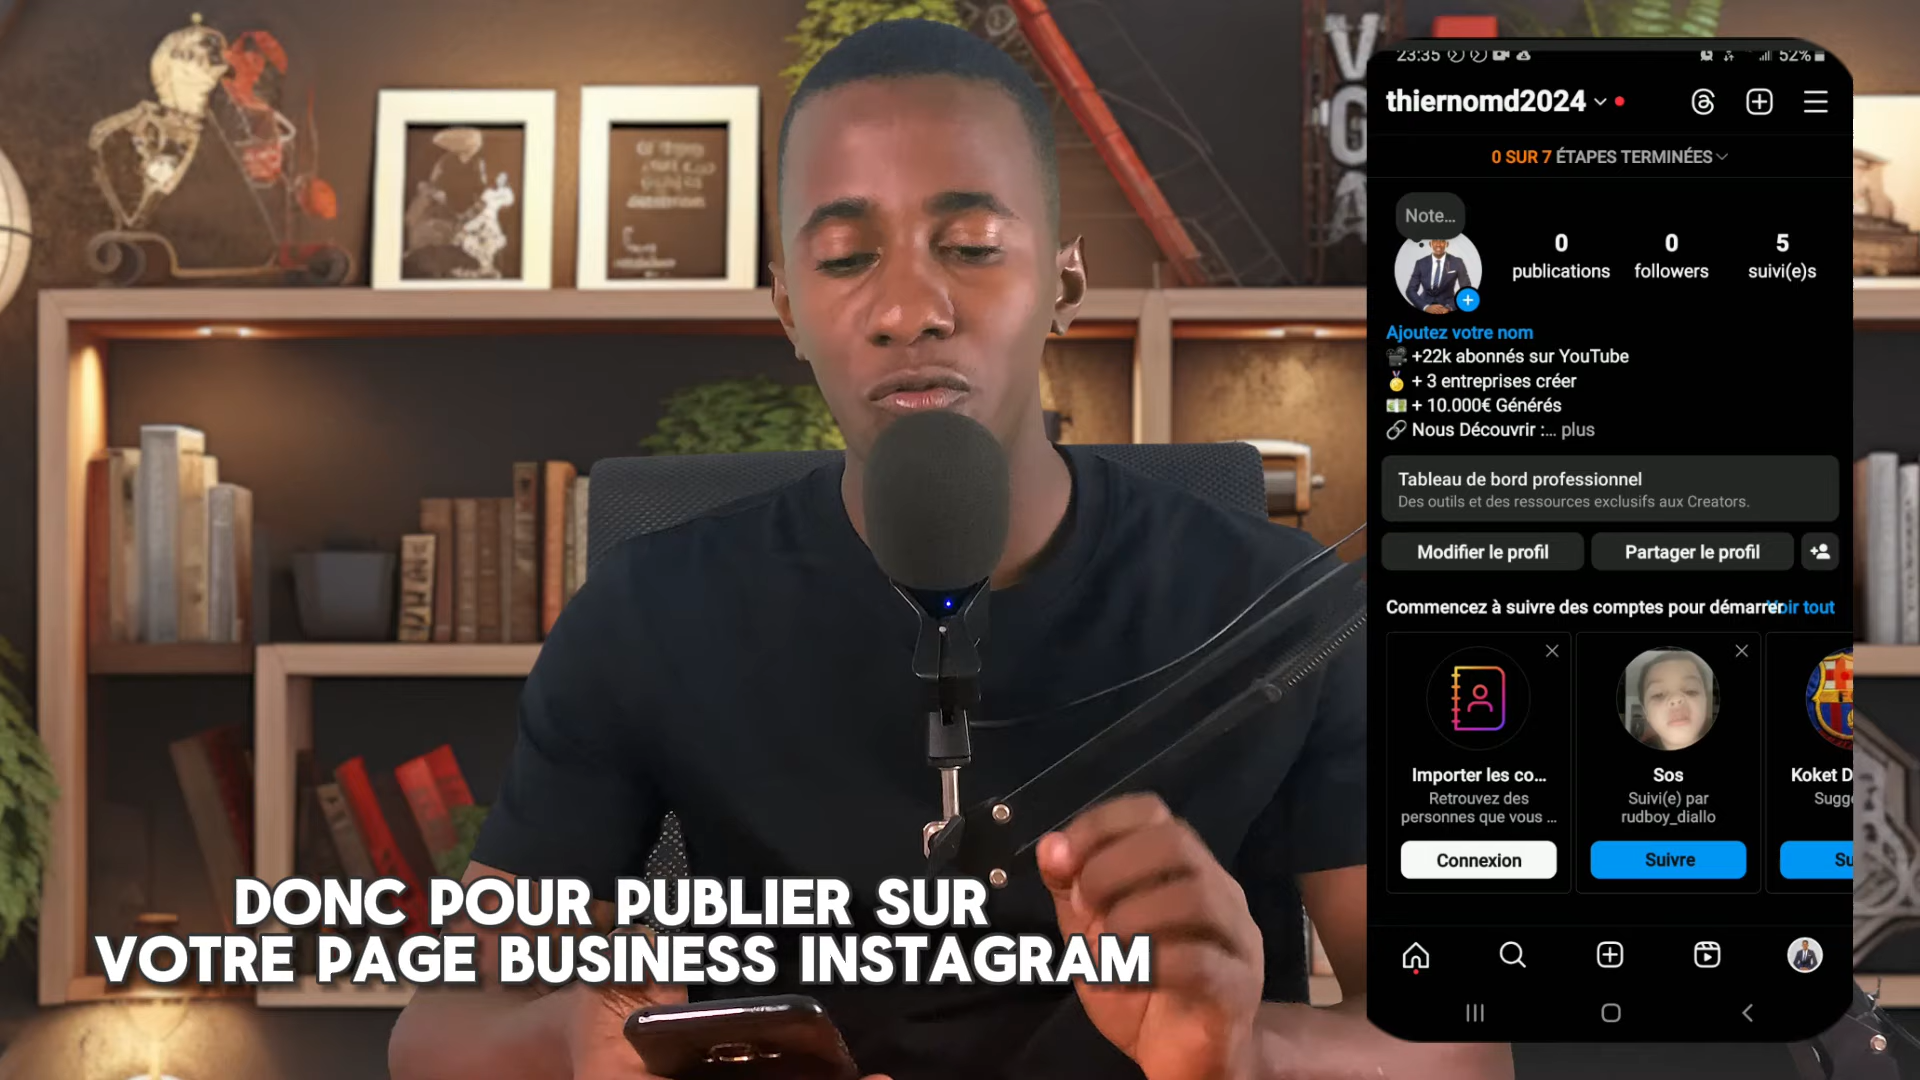 23:35
52%
thiernomd2024
0 SUR 7 ÉTAPES TERMINÉES
Note...
0
publications
0
followers
5
suivi(e)s
Ajoutez votre nom
+22k abonnés sur YouTube
+ 3 entreprises créer
+ 10.000€ Générés
Nous Découvrir :... plus
Tableau de bord professionnel
Des outils et des ressources exclusifs aux Creators.
Modifier le profil
Partager le profil
Commencez à suivre des comptes pour démarrer
Voir tout
Importer les co...
Retrouvez des
personnes que vous ...
Connexion
Sos
Suivi(e) par
rudboy_diallo
Suivre
Koket D
Sugg
Su
DONC POUR PUBLIER SUR
VOTRE PAGE BUSINESS INSTAGRAM